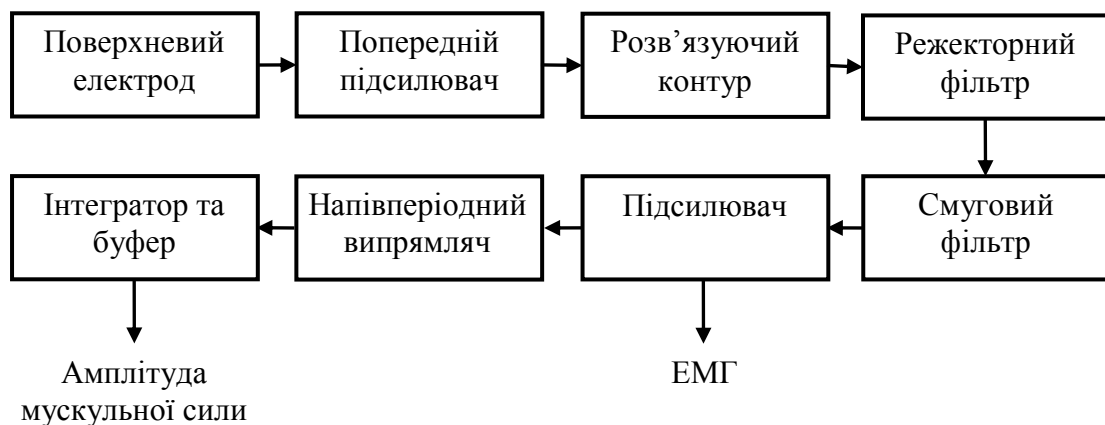 Поверхневий
електрод
Попередній
підсилювач
Розв’язуючий
контур
Режекторний
фільтр
Інтегратор та
буфер
Напівперіодний
випрямляч
Підсилювач
Смуговий
фільтр
Амплітуда
мускульної сили
ЕМГ